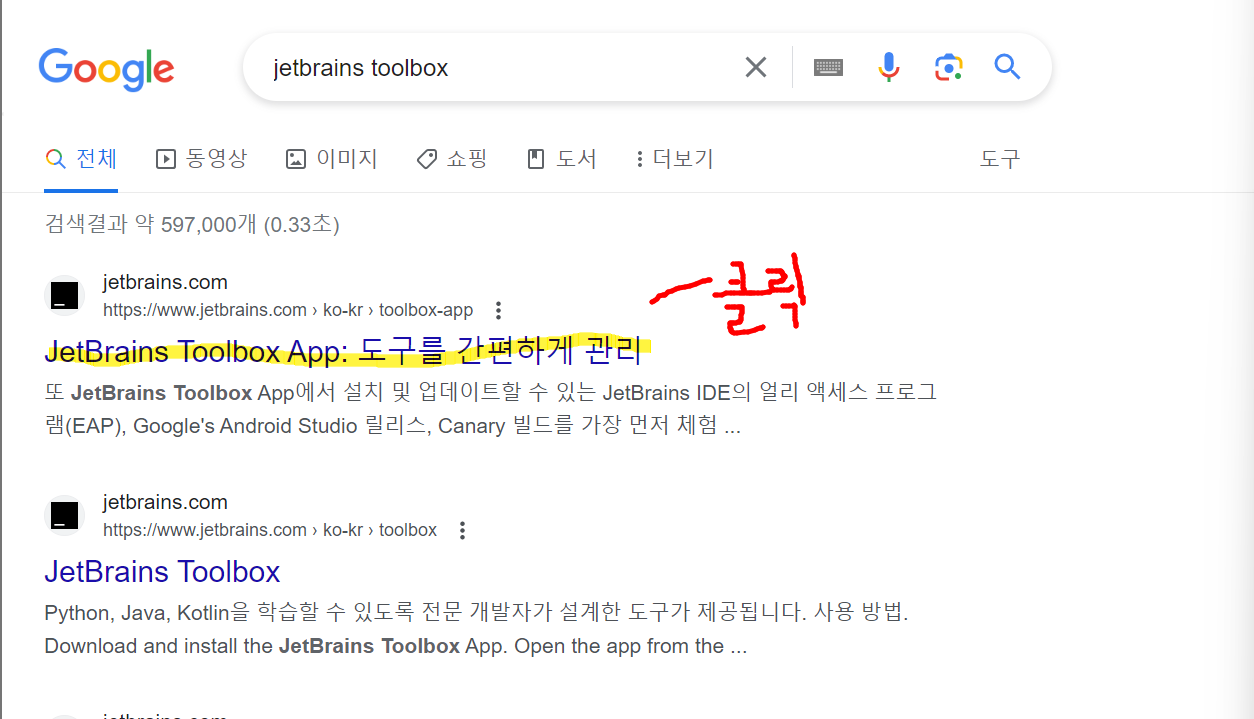 Google
jetbrains toolbox
전체 동영상 이미지 쇼핑 도서 더보기 도구
검색결과 약 597,000개 (0.33초)
jetbrains.com
https://www.jetbrains.com › ko-kr › toolbox-app
클릭
JetBrains Toolbox App: 도구를 간편하게 관리
또 JetBrains Toolbox App에서 설치 및 업데이트할 수 있는 JetBrains IDE의 얼리 액세스 프로그
램(EAP), Google's Android Studio 릴리스, Canary 빌드를 가장 먼저 체험 ...
jetbrains.com
https://www.jetbrains.com › ko-kr › toolbox
JetBrains Toolbox
Python, Java, Kotlin을 학습할 수 있도록 전문 개발자가 설계한 도구가 제공됩니다. 사용 방법.
Download and install the JetBrains Toolbox App. Open the app from the ...